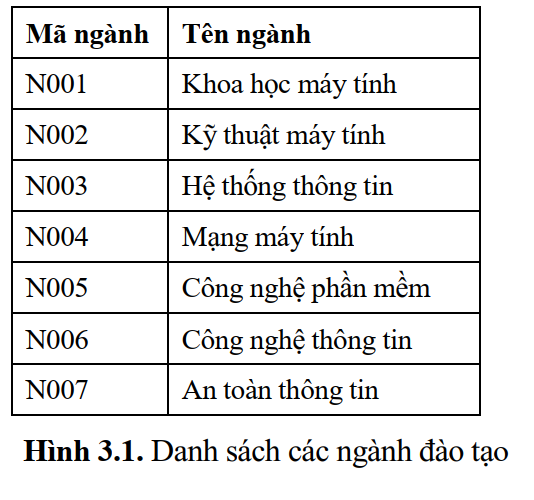 Mã ngành Tên ngành
N001 Khoa học máy tính
N002 Kỹ thuật máy tính
N003 Hệ thống thông tin
N004 Mạng máy tính
N005 Công nghệ phần mềm
N006 Công nghệ thông tin
N007 An toàn thông tin
Hình 3.1. Danh sách các ngành đào tạo